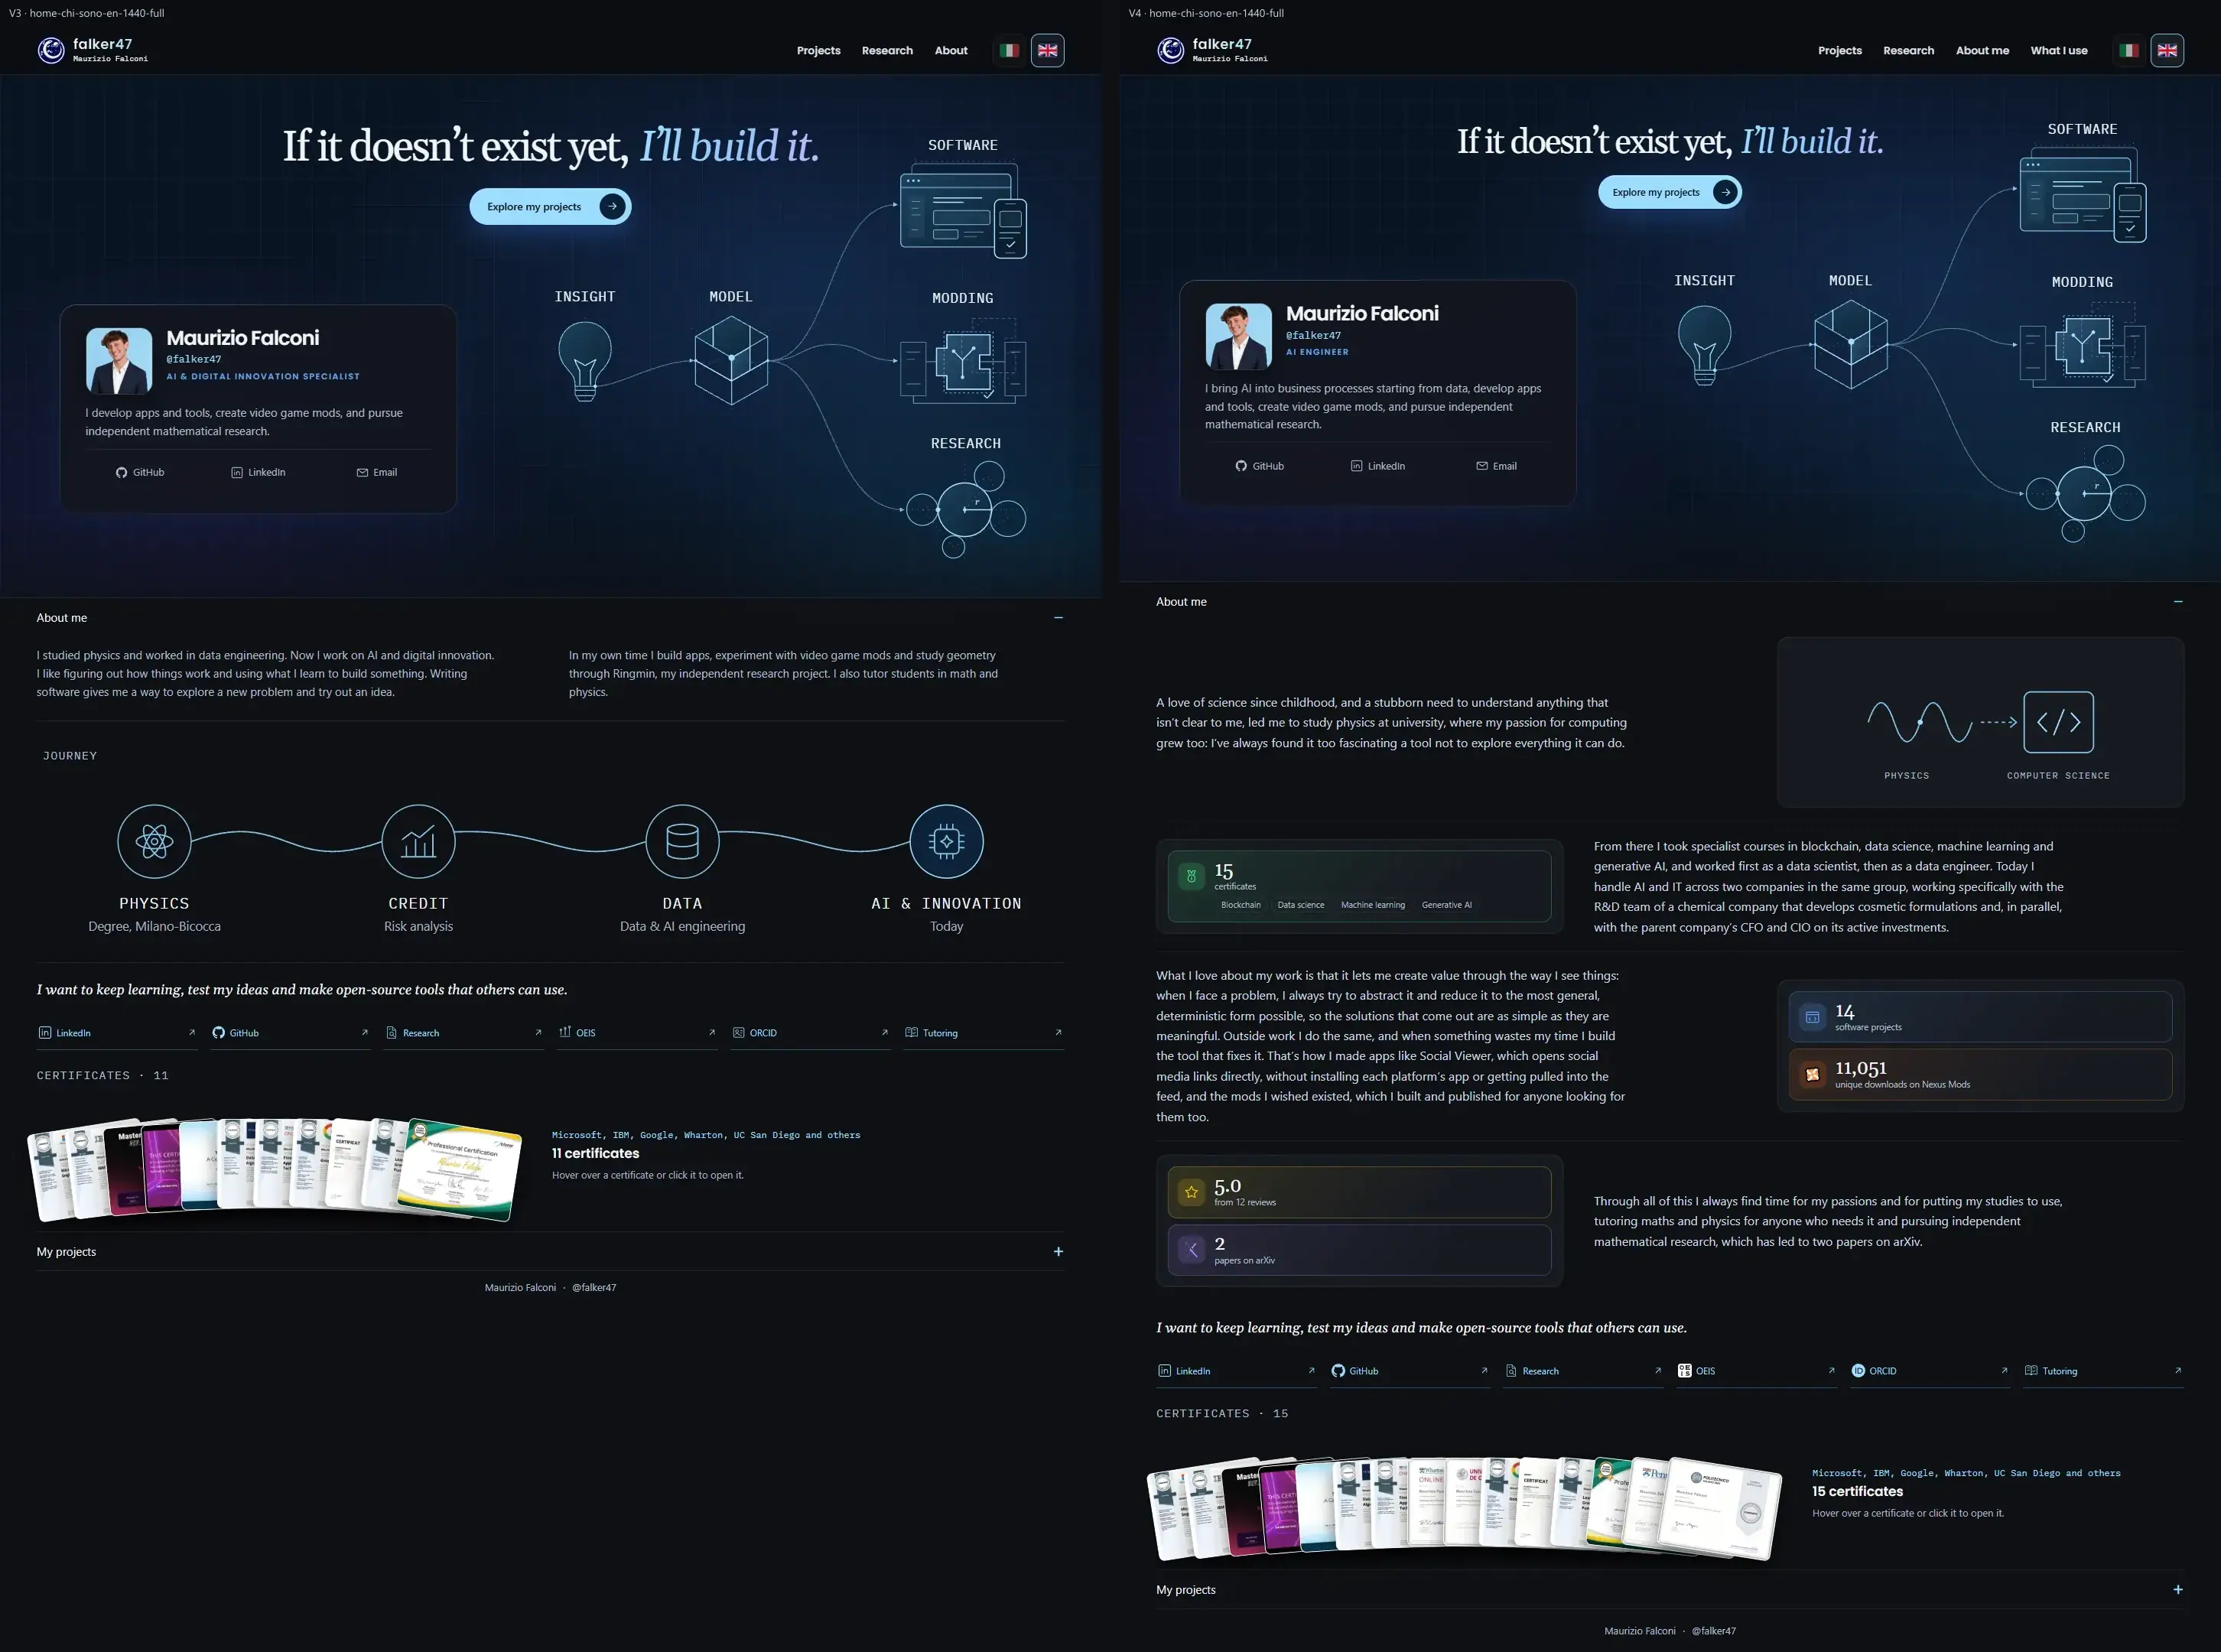 V3 · home-chi-sono-en-1440-full
falker47
Maurizio Falconi
Projects
Research
About
If it doesn’t exist yet, I’ll build it.
Explore my projects
SOFTWARE
INSIGHT
MODEL
MODDING
RESEARCH
r
Maurizio Falconi
@falker47
AI & DIGITAL INNOVATION SPECIALIST
I develop apps and tools, create video game mods, and pursue
independent mathematical research.
GitHub
LinkedIn
Email
About me
I studied physics and worked in data engineering. Now I work on AI and digital innovation.
I like figuring out how things work and using what I learn to build something. Writing
software gives me a way to explore a new problem and try out an idea.
In my own time I build apps, experiment with video game mods and study geometry
through Ringmin, my independent research project. I also tutor students in math and
physics.
JOURNEY
PHYSICS
Degree, Milano-Bicocca
CREDIT
Risk analysis
DATA
Data & AI engineering
AI & INNOVATION
Today
I want to keep learning, test my ideas and make open-source tools that others can use.
LinkedIn
GitHub
Research
OEIS
ORCID
Tutoring
CERTIFICATES · 11
Master
THIS CERTI
CERTIFICAT
Professional Certification
Microsoft, IBM, Google, Wharton, UC San Diego and others
11 certificates
Hover over a certificate or click it to open it.
My projects
Maurizio Falconi · @falker47
V4 · home-chi-sono-en-1440-full
falker47
Maurizio Falconi
Projects
Research
About me
What I use
If it doesn’t exist yet, I’ll build it.
Explore my projects
SOFTWARE
INSIGHT
MODEL
MODDING
RESEARCH
r
Maurizio Falconi
@falker47
AI ENGINEER
I bring AI into business processes starting from data, develop apps
and tools, create video game mods, and pursue independent
mathematical research.
GitHub
LinkedIn
Email
About me
A love of science since childhood, and a stubborn need to understand anything that
isn’t clear to me, led me to study physics at university, where my passion for computing
grew too: I’ve always found it too fascinating a tool not to explore everything it can do.
PHYSICS
COMPUTER SCIENCE
15
certificates
Blockchain
Data science
Machine learning
Generative AI
From there I took specialist courses in blockchain, data science, machine learning and
generative AI, and worked first as a data scientist, then as a data engineer. Today I
handle AI and IT across two companies in the same group, working specifically with the
R&D team of a chemical company that develops cosmetic formulations and, in parallel,
with the parent company’s CFO and CIO on its active investments.
What I love about my work is that it lets me create value through the way I see things:
when I face a problem, I always try to abstract it and reduce it to the most general,
deterministic form possible, so the solutions that come out are as simple as they are
meaningful. Outside work I do the same, and when something wastes my time I build
the tool that fixes it. That’s how I made apps like Social Viewer, which opens social
media links directly, without installing each platform’s app or getting pulled into the
feed, and the mods I wished existed, which I built and published for anyone looking for
them too.
14
software projects
11,051
unique downloads on Nexus Mods
5.0
from 12 reviews
2
papers on arXiv
Through all of this I always find time for my passions and for putting my studies to use,
tutoring maths and physics for anyone who needs it and pursuing independent
mathematical research, which has led to two papers on arXiv.
I want to keep learning, test my ideas and make open-source tools that others can use.
LinkedIn
GitHub
Research
OEIS
ORCID
Tutoring
CERTIFICATES · 15
Master
THIS CERTI
Wharton
ONLINE
CERTIFICAT
POLITECNICO
Microsoft, IBM, Google, Wharton, UC San Diego and others
15 certificates
Hover over a certificate or click it to open it.
My projects
Maurizio Falconi · @falker47